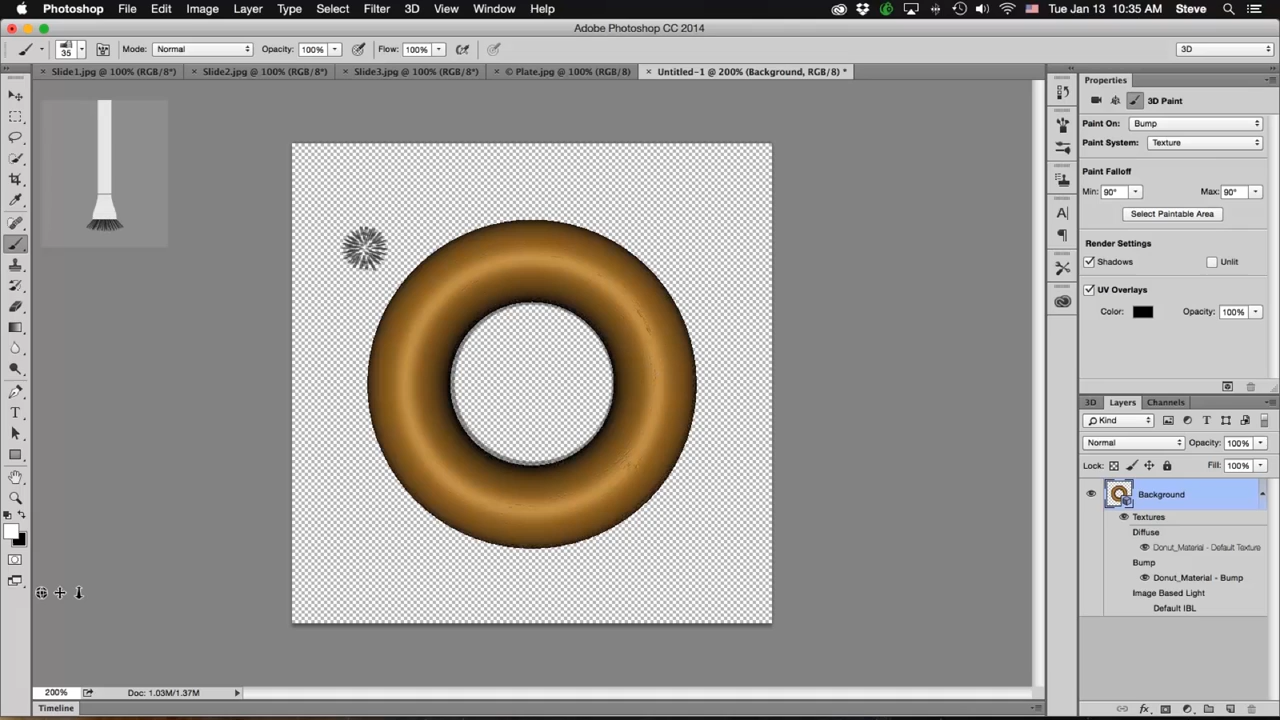 Photoshop File Edit Image Layer Type Select Filter 3D View Window Help Tue Jan 13 10:35 AM Steve
Adobe Photoshop CC 2014
35 Mode: Normal Opacity: 100% Flow: 100% 3D
Slide1.jpg @ 100% (RGB/8*) Slide2.jpg @ 100% (RGB/8*) Slide3.jpg @ 100% (RGB/8*) © Plate.jpg @ 100% (RGB/8) Untitled-1 @ 200% (Background, RGB/8) *
Properties
3D Paint
Paint On: Bump
Paint System: Texture
Paint Falloff
Min: 90° Max: 90°
Select Paintable Area
Render Settings
Shadows Unlit
UV Overlays
Color: Opacity: 100%
3D Layers Channels
Kind
Normal Opacity: 100%
Lock: Fill: 100%
Background
Textures
Diffuse
Donut_Material - Default Texture
Bump
Donut_Material - Bump
Image Based Light
Default IBL
200% Doc: 1.03M/1.37M
Timeline